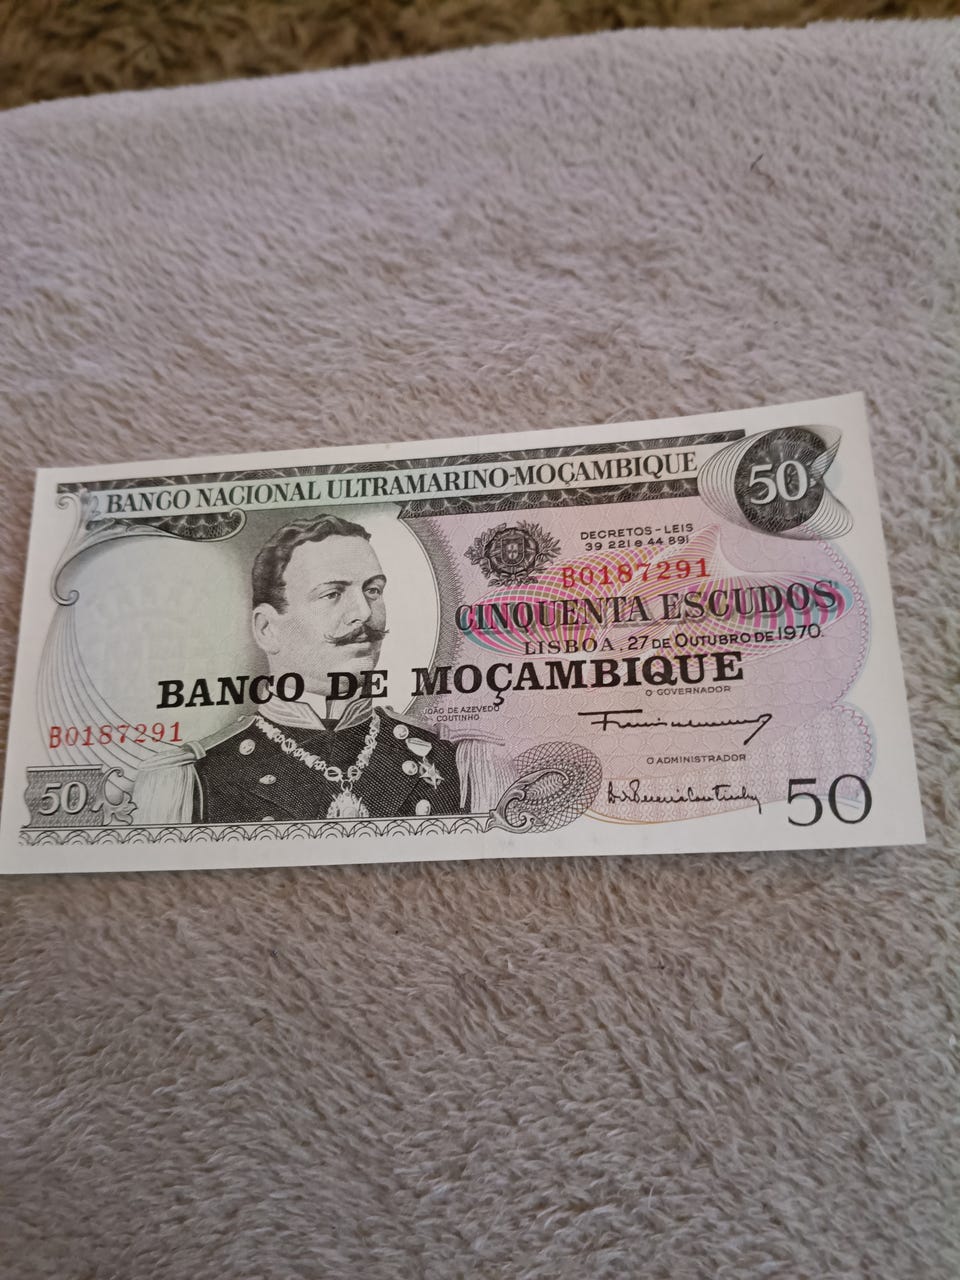 BANCO NACIONAL ULTRAMARINO-MOÇAMBIQUE
50
DECRETOS-LEIS
39 221 e 44 891
B0187291
CINQUENTA ESCUDOS
LISBOA, 27 DE OUTUBRO DE 1970.
BANCO DE MOÇAMBIQUE
O GOVERNADOR
JOÃO DE AZEVEDO
COUTINHO
B0187291
O ADMINISTRADOR
50
50